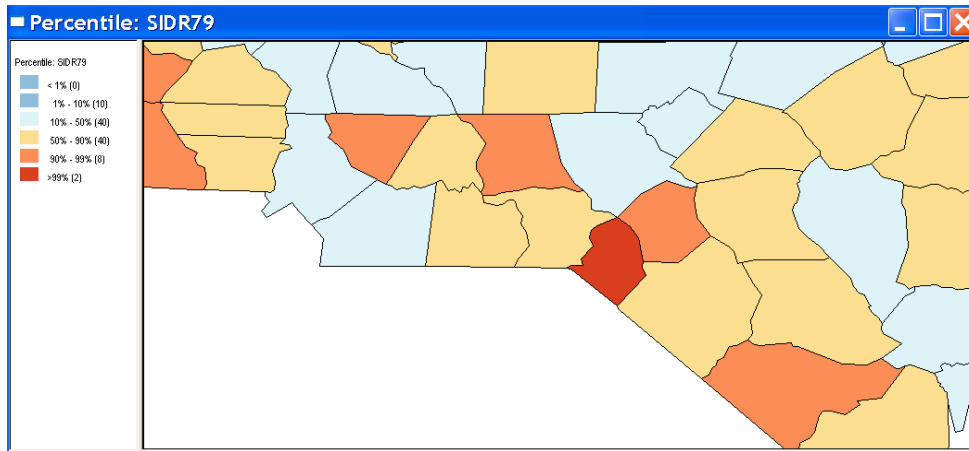 Percentile: SIDR79
Percentile: SIDR79
< 1% (0)
1% - 10% (10)
10% - 50% (40)
50% - 90% (40)
90% - 99% (8)
>99% (2)